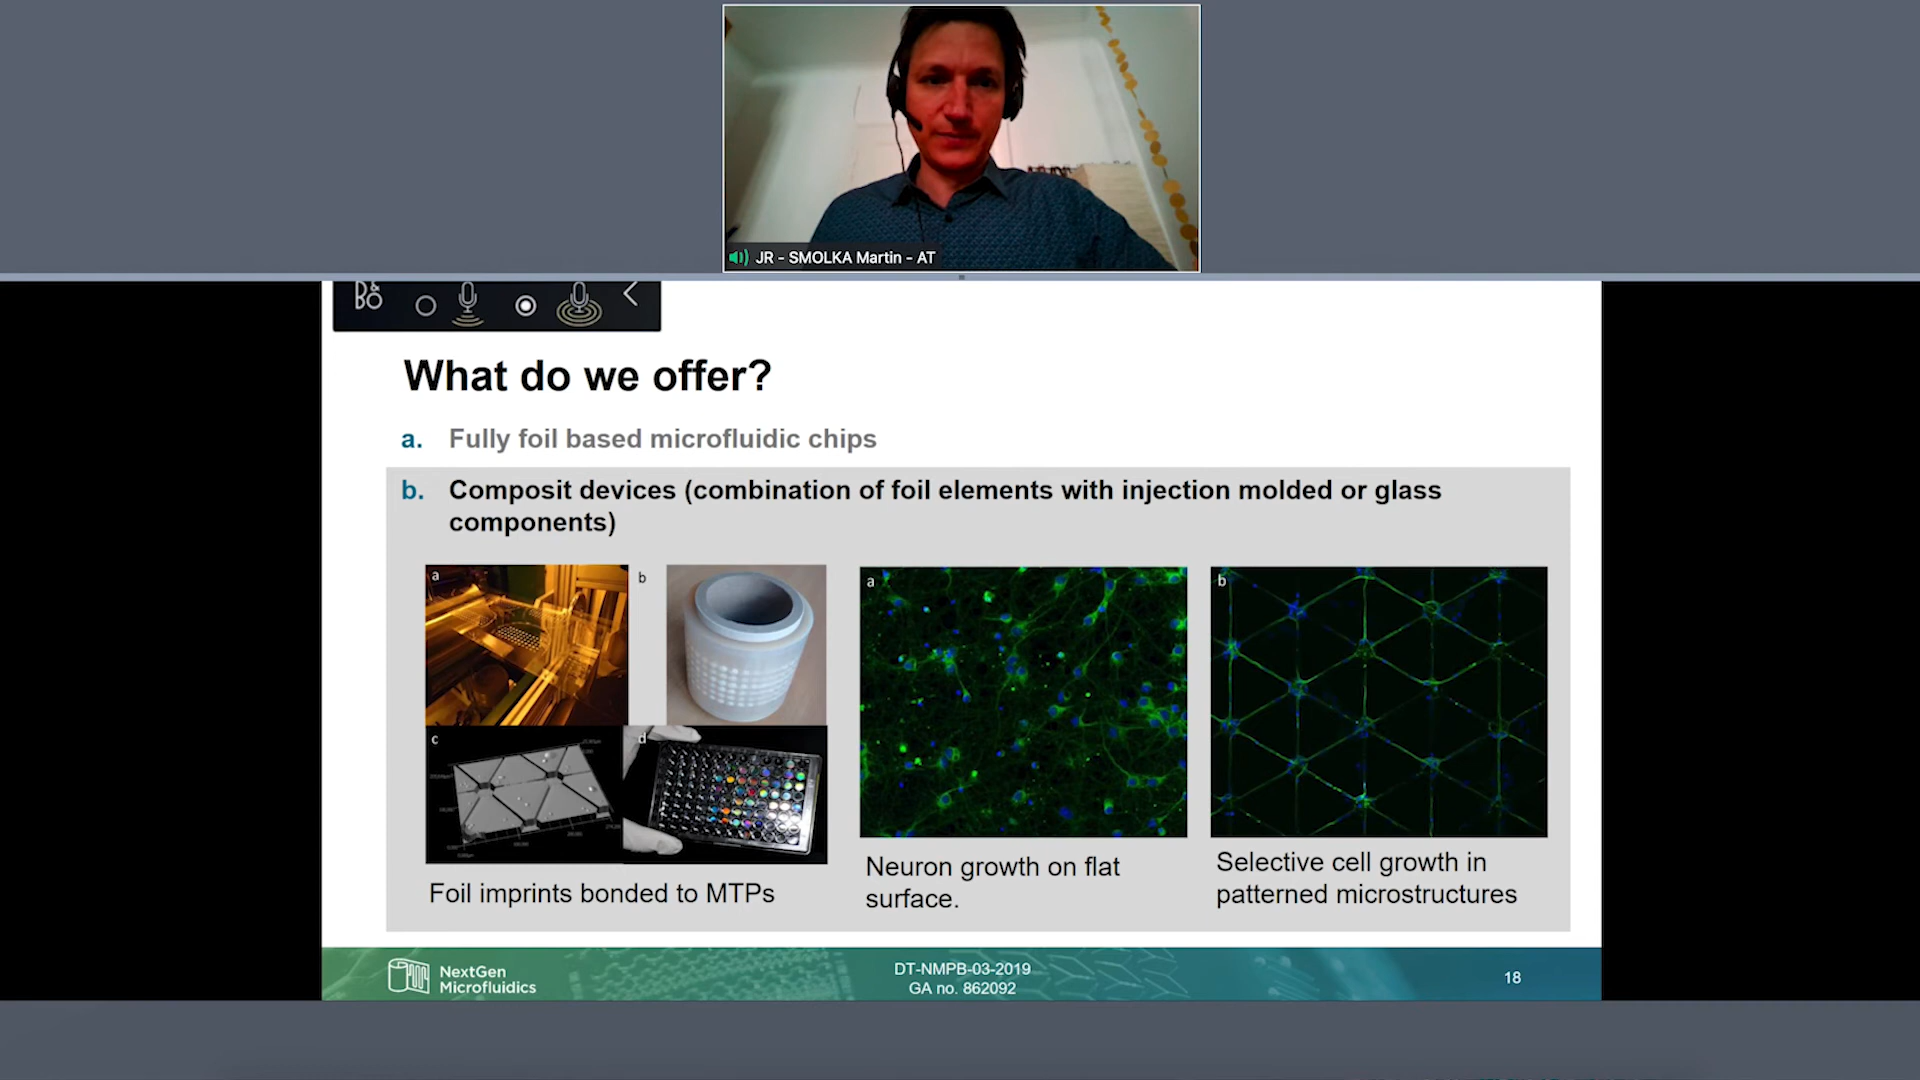 JR - SMOLKA Martin - AT
What do we offer?
a. Fully foil based microfluidic chips
b. Composit devices (combination of foil elements with injection molded or glass
components)
a
b
c
d
Foil imprints bonded to MTPs
a
Neuron growth on flat
surface.
b
Selective cell growth in
patterned microstructures
NextGen
Microfluidics
DT-NMPB-03-2019
GA no. 862092
18